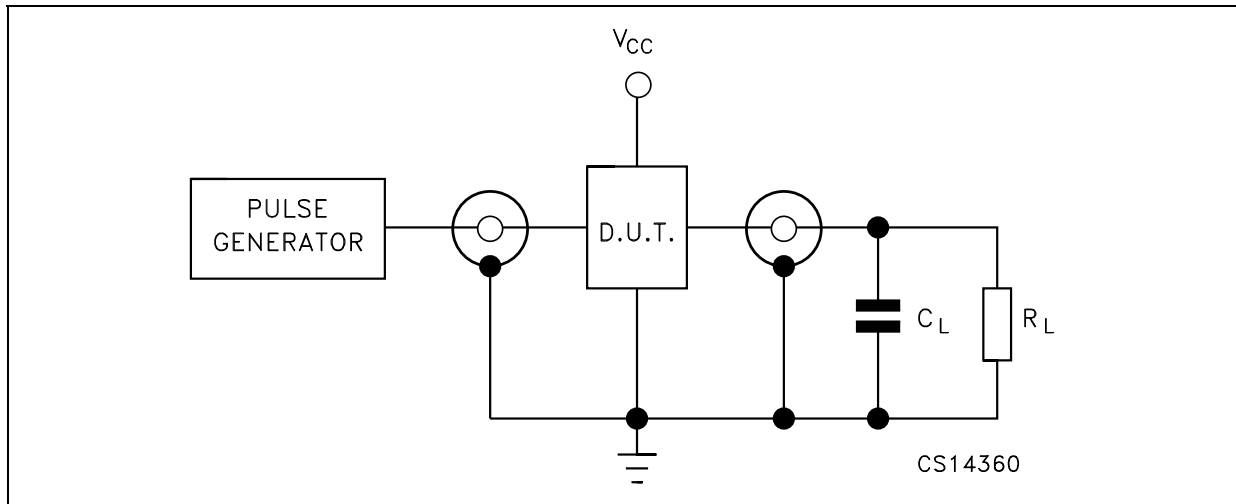 VCC
PULSE
GENERATOR
D.U.T.
CL
RL
CS14360